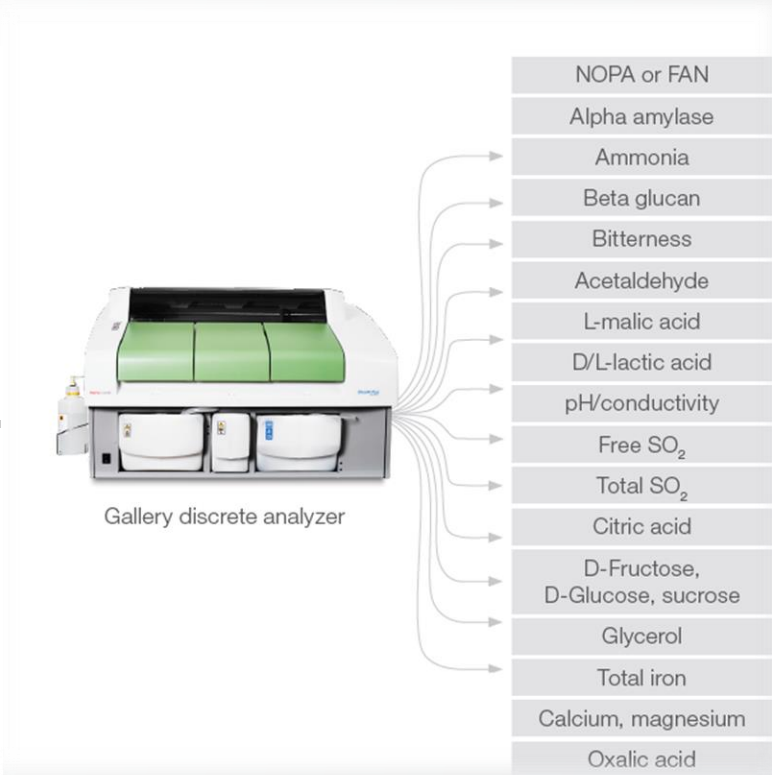 NOPA or FAN
Alpha amylase
Ammonia
Beta glucan
Bitterness
Acetaldehyde
L-malic acid
D/L-lactic acid
pH/conductivity
Free SO₂
Total SO₂
Citric acid
D-Fructose,
D-Glucose, sucrose
Glycerol
Total iron
Calcium, magnesium
Oxalic acid
Gallery discrete analyzer